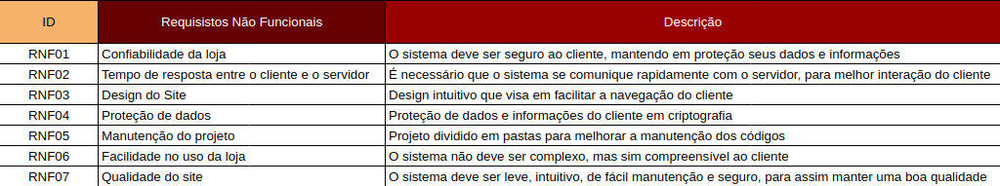 ID Requisistos Não Funcionais Descrição
RNF01 Confiabilidade da loja O sistema deve ser seguro ao cliente, mantendo em proteção seus dados e informações
RNF02 Tempo de resposta entre o cliente e o servidor É necessário que o sistema se comunique rapidamente com o servidor, para melhor interação do cliente
RNF03 Design do Site Design intuitivo que visa em facilitar a navegação do cliente
RNF04 Proteção de dados Proteção de dados e informações do cliente em criptografia
RNF05 Manutenção do projeto Projeto dividido em pastas para melhorar a manutenção dos códigos
RNF06 Facilidade no uso da loja O sistema não deve ser complexo, mas sim compreensível ao cliente
RNF07 Qualidade do site O sistema deve ser leve, intuitivo, de fácil manutenção e seguro, para assim manter uma boa qualidade